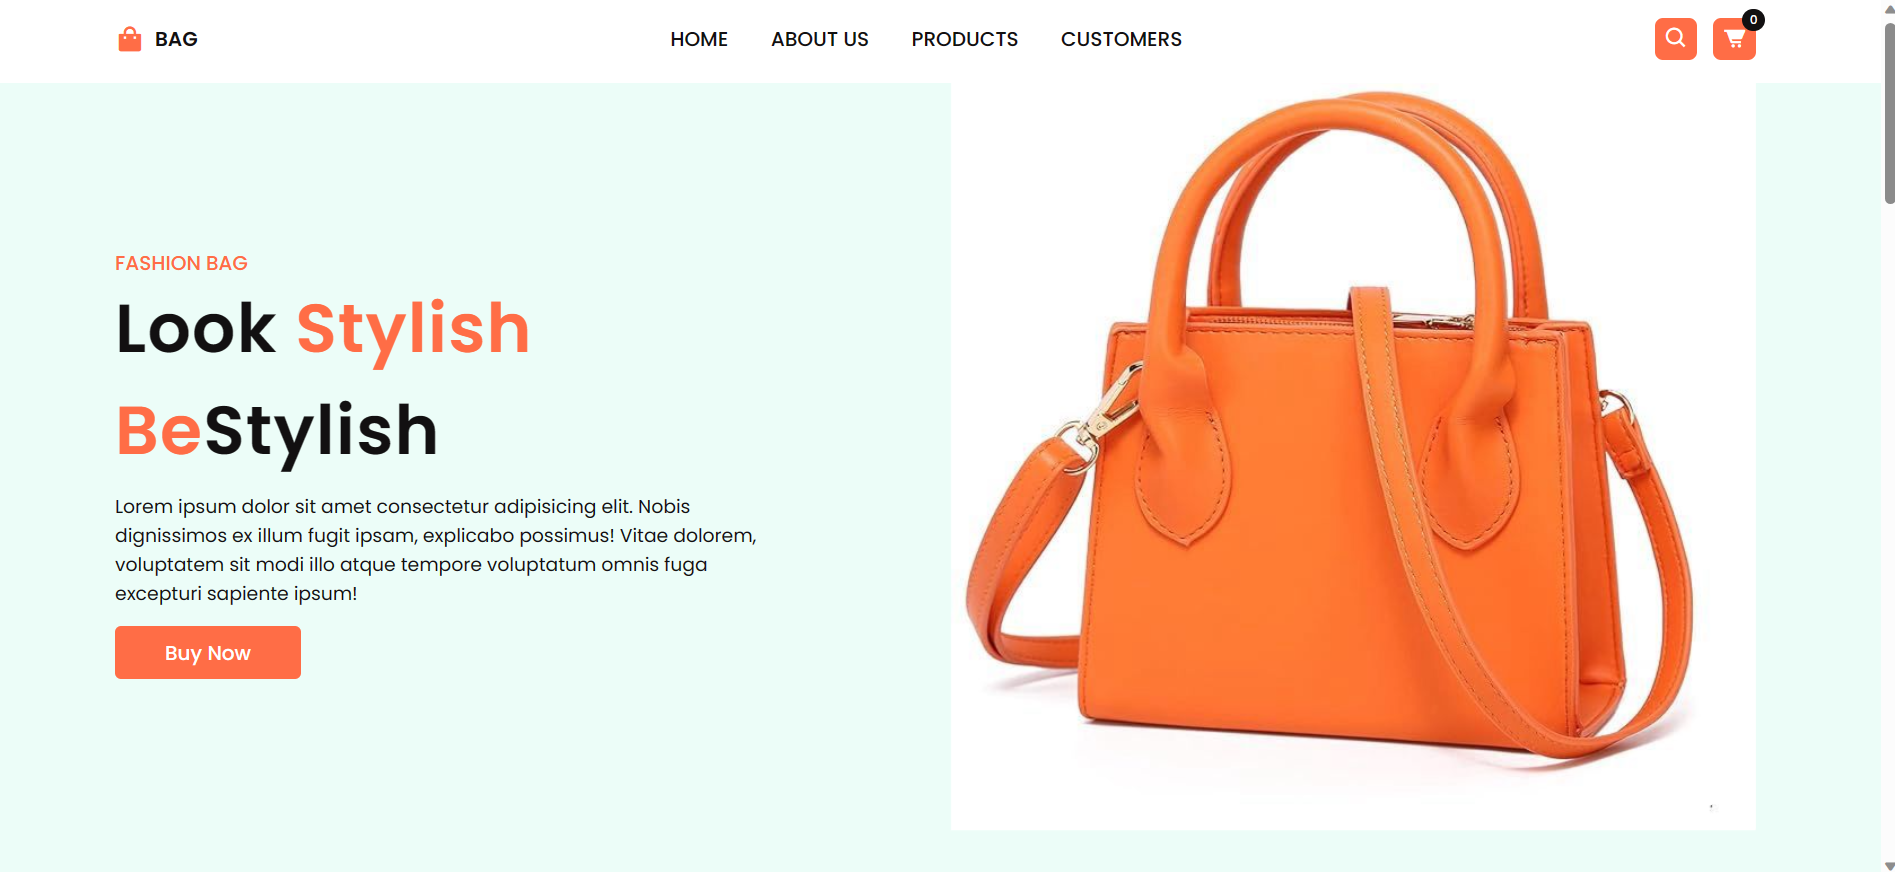 BAG
HOME ABOUT US PRODUCTS CUSTOMERS
0
FASHION BAG
Look Stylish
BeStylish
Lorem ipsum dolor sit amet consectetur adipisicing elit. Nobis
dignissimos ex illum fugit ipsam, explicabo possimus! Vitae dolorem,
voluptatem sit modi illo atque tempore voluptatum omnis fuga
excepturi sapiente ipsum!
Buy Now